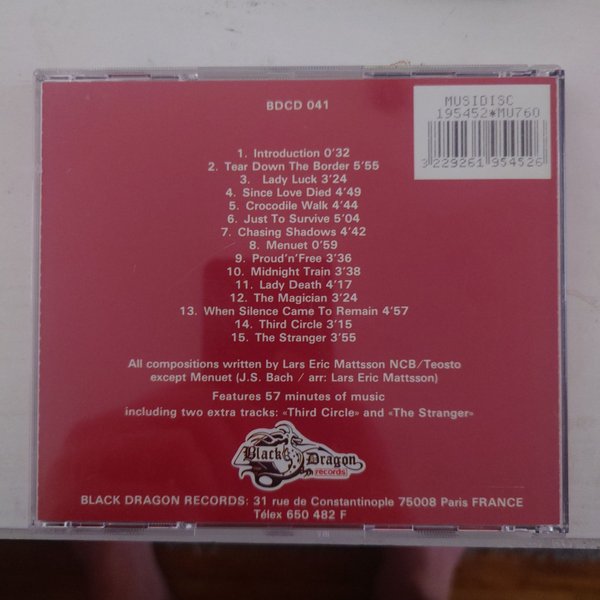 BDCD 041
MUSIDISC
195452*MU760
3229261954526
1. Introduction 0'32
2. Tear Down The Border 5'55
3. Lady Luck 3'24
4. Since Love Died 4'49
5. Crocodile Walk 4'44
6. Just To Survive 5'04
7. Chasing Shadows 4'42
8. Menuet 0'59
9. Proud'n'Free 3'36
10. Midnight Train 3'38
11. Lady Death 4'17
12. The Magician 3'24
13. When Silence Came To Remain 4'57
14. Third Circle 3'15
15. The Stranger 3'55
All compositions written by Lars Eric Mattsson NCB/Teosto
except Menuet (J.S. Bach / arr: Lars Eric Mattsson)
Features 57 minutes of music
including two extra tracks: «Third Circle» and «The Stranger»
Black Dragon
records
BLACK DRAGON RECORDS: 31 rue de Constantinople 75008 Paris FRANCE
Télex 650 482 F